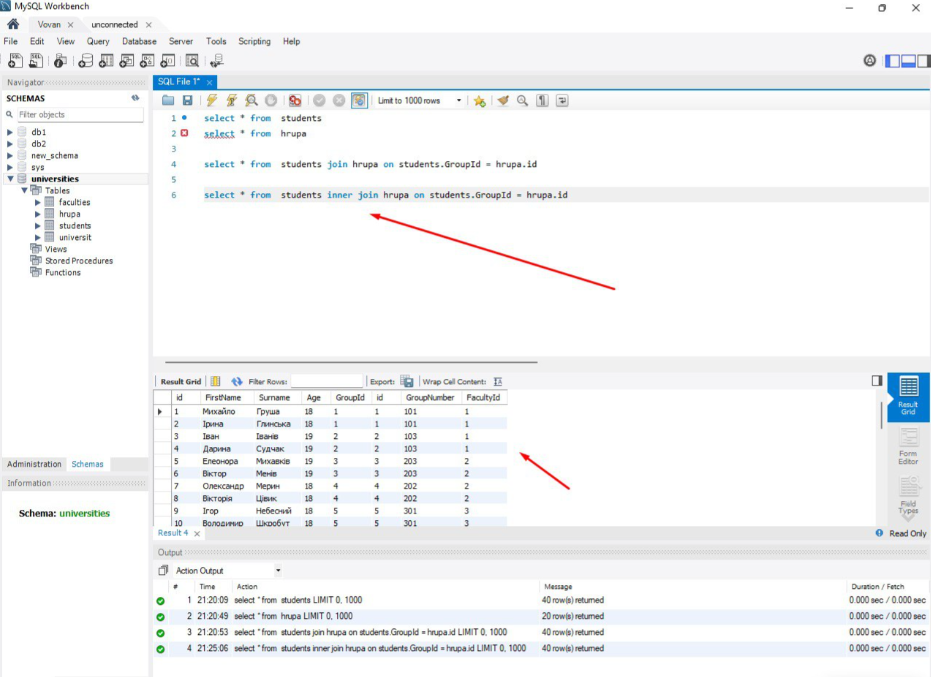 MySQL Workbench
Vovan × unconnected ×
File Edit View Query Database Server Tools Scripting Help
Navigator SQL File 1* ×
SCHEMAS
Filter objects
Limit to 1000 rows
db1
db2
new_schema
sys
universities
Tables
faculties
hrupa
students
universit
Views
Stored Procedures
Functions
1 select * from students
2 select * from hrupa
3
4 select * from students join hrupa on students.GroupId = hrupa.id
5
6 select * from students inner join hrupa on students.GroupId = hrupa.id
Result Grid Filter Rows: Export: Wrap Cell Content:
id FirstName Surname Age GroupId id GroupNumber FacultyId
1 Михайло Груша 18 1 1 101 1
2 Ірина Глинська 18 1 1 101 1
3 Іван Іванів 19 2 2 103 1
4 Дарина Судчак 19 2 2 103 1
5 Елеонора Михавків 19 3 3 203 2
6 Віктор Менів 19 3 3 203 2
7 Олександр Мерин 18 4 4 202 2
8 Вікторія Цівик 18 4 4 202 2
9 Ігор Небесний 18 5 5 301 3
10 Володимир Шкробут 18 5 5 301 3
Result Grid
Form Editor
Field Types
Administration Schemas
Information
Schema: universities
Result 4 × Read Only
Output
Action Output
# Time Action Message Duration / Fetch
1 21:20:09 select * from students LIMIT 0, 1000 40 row(s) returned 0.000 sec / 0.000 sec
2 21:20:49 select * from hrupa LIMIT 0, 1000 20 row(s) returned 0.000 sec / 0.000 sec
3 21:20:53 select * from students join hrupa on students.GroupId = hrupa.id LIMIT 0, 1000 40 row(s) returned 0.000 sec / 0.000 sec
4 21:25:06 select * from students inner join hrupa on students.GroupId = hrupa.id LIMIT 0, 1000 40 row(s) returned 0.000 sec / 0.000 sec